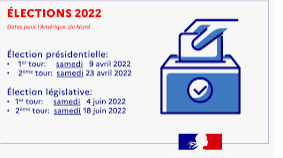 ÉLECTIONS 2022
Dates pour l'Amérique du Nord
Élection présidentielle:
• 1er tour: samedi 9 avril 2022
• 2ème tour: samedi 23 avril 2022
Élection législative:
• 1er tour: samedi 4 juin 2022
• 2ème tour: samedi 18 juin 2022